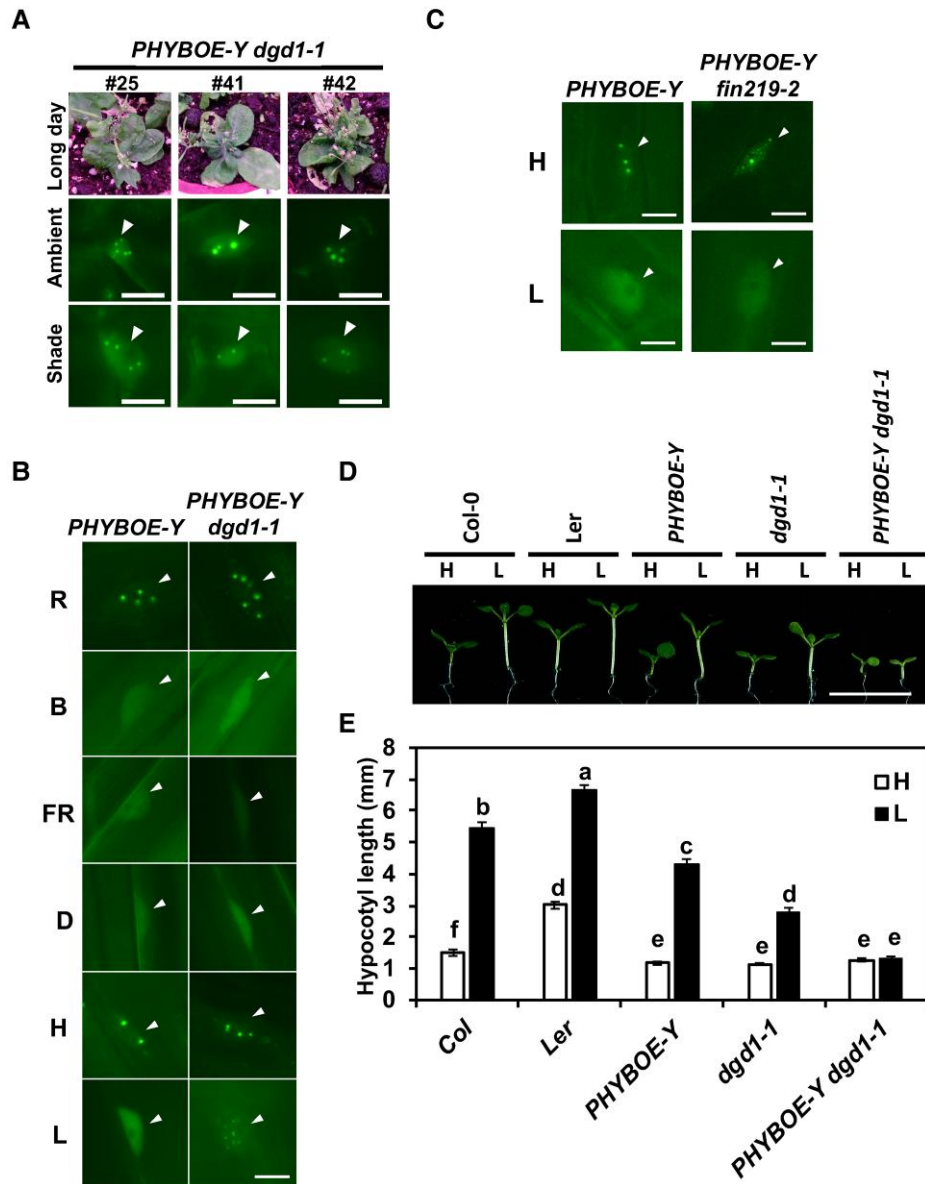 A
PHYBOE-Y dgd1-1
#25 #41 #42
Long day
Ambient
Shade
B
PHYBOE-Y
PHYBOE-Y dgd1-1
R
B
FR
D
H
L
C
PHYBOE-Y
PHYBOE-Y fin219-2
H
L
D
Col-0
Ler
PHYBOE-Y
dgd1-1
PHYBOE-Y dgd1-1
H L H L H L H L H L
E
Hypocotyl length (mm)
8
7
6
5
4
3
2
1
0
H
L
f b d a e c e d e e
Col
Ler
PHYBOE-Y
dgd1-1
PHYBOE-Y dgd1-1